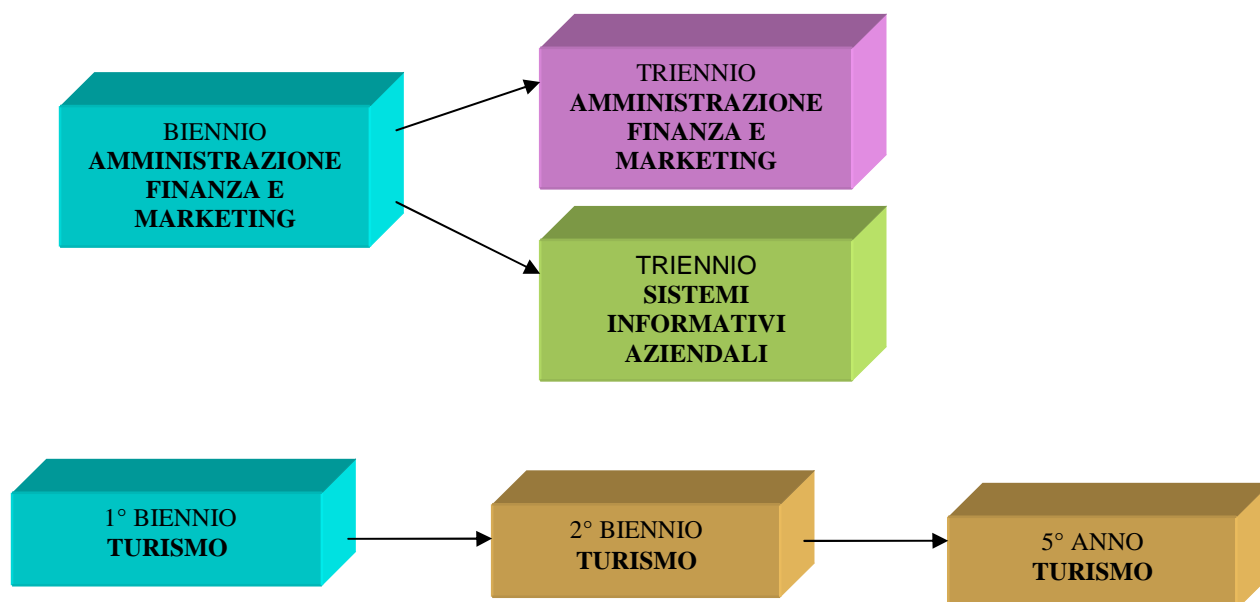 BIENNIO
AMMINISTRAZIONE
FINANZA E
MARKETING
TRIENNIO
AMMINISTRAZIONE
FINANZA E
MARKETING
TRIENNIO
SISTEMI
INFORMATIVI
AZIENDALI
1° BIENNIO
TURISMO
2° BIENNIO
TURISMO
5° ANNO
TURISMO